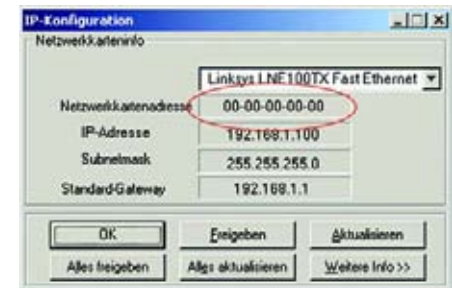 IP-Konfiguration
Netzwerkkarteninfo
Linksys LNE100TX Fast Ethernet
Netzwerkkartenadresse 00-00-00-00-00
IP-Adresse 192.168.1.100
Subnetmask 255.255.255.0
Standard-Gateway 192.168.1.1
OK Freigeben Aktualisieren
Alles freigeben Alles aktualisieren Weitere Info >>